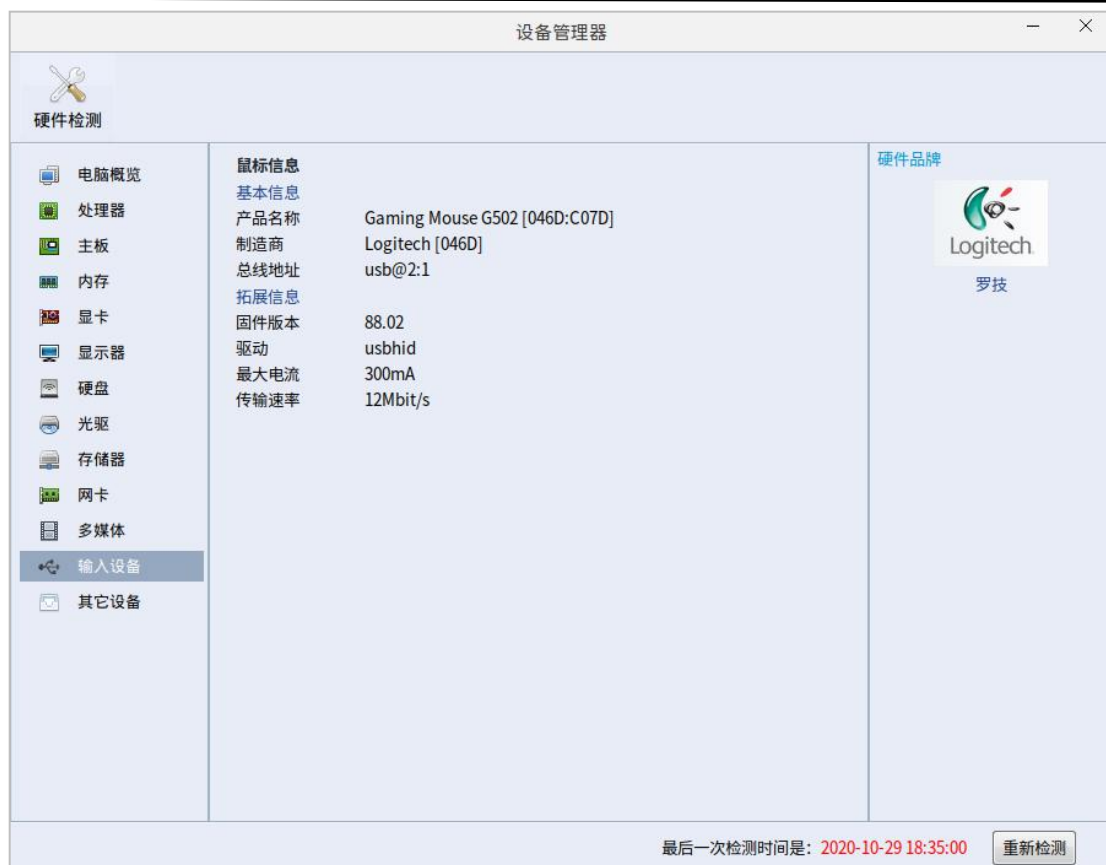 设备管理器
硬件检测
电脑概览
处理器
主板
内存
显卡
显示器
硬盘
光驱
存储器
网卡
多媒体
输入设备
其它设备
鼠标信息
基本信息
产品名称 Gaming Mouse G502 [046D:C07D]
制造商 Logitech [046D]
总线地址 usb@2:1
拓展信息
固件版本 88.02
驱动 usbhid
最大电流 300mA
传输速率 12Mbit/s
硬件品牌
Logitech
罗技
最后一次检测时间是：2020-10-29 18:35:00 重新检测